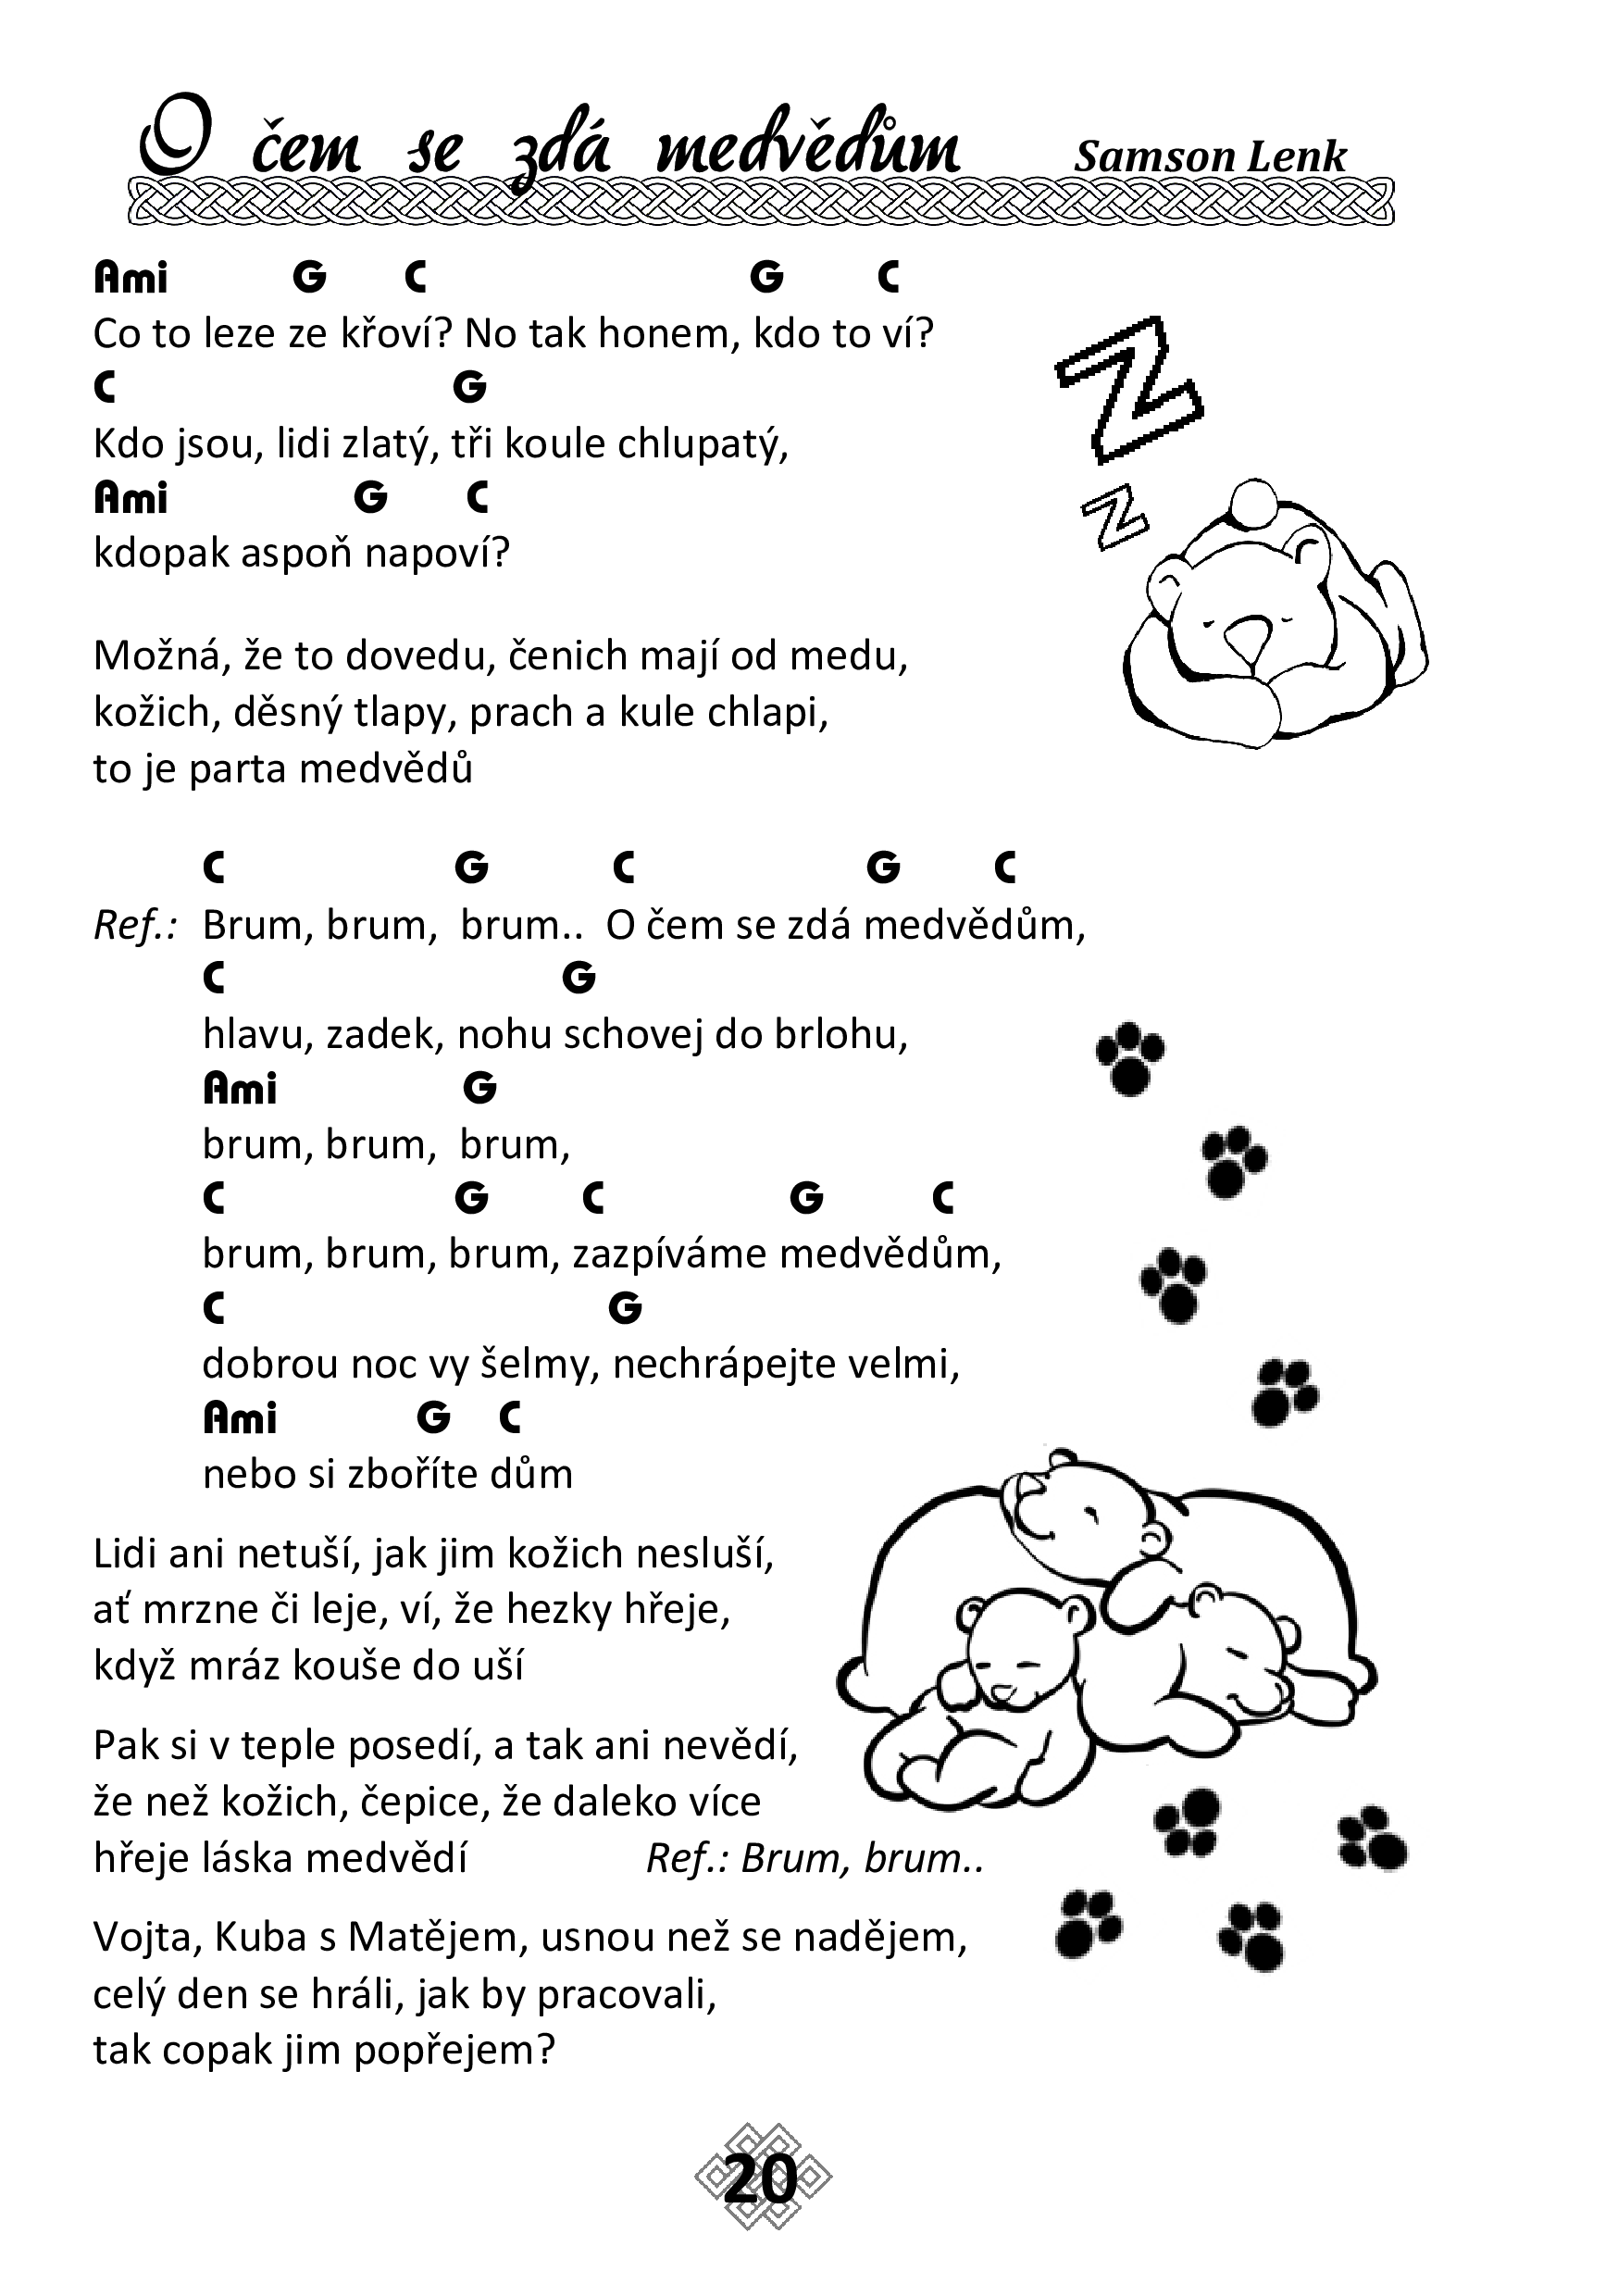 O čem se zdá medvědům Samson Lenk
Ami G C G C
Co to leze ze křoví? No tak honem, kdo to ví?
C G
Kdo jsou, lidi zlatý, tři koule chlupatý,
Ami G C
kdopak aspoň napoví?
Možná, že to dovedu, čenich mají od medu,
kožich, děsný tlapy, prach a kule chlapi,
to je parta medvědů
C G C G C
Ref.: Brum, brum, brum.. O čem se zdá medvědům,
C G
hlavu, zadek, nohu schovej do brlohu,
Ami G
brum, brum, brum,
C G C G C
brum, brum, brum, zazpíváme medvědům,
C G
dobrou noc vy šelmy, nechrápejte velmi,
Ami G C
nebo si zboříte dům
Lidi ani netuší, jak jim kožich nesluší,
ať mrzne či leje, ví, že hezky hřeje,
když mráz kouše do uší
Pak si v teple posedí, a tak ani nevědí,
že než kožich, čepice, že daleko více
hřeje láska medvědí Ref.: Brum, brum..
Vojta, Kuba s Matějem, usnou než se nadějem,
celý den se hráli, jak by pracovali,
tak copak jim popřejem?
Z
Z
20